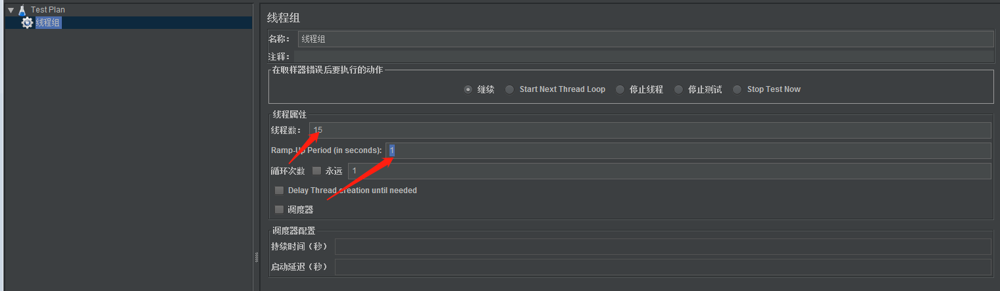 Test Plan
线程组
线程组
名称： 线程组
注释：
在取样器错误后要执行的动作
继续 Start Next Thread Loop 停止线程 停止测试 Stop Test Now
线程属性
线程数： 15
Ramp-Up Period (in seconds): 1
循环次数 永远 1
Delay Thread creation until needed
调度器
调度器配置
持续时间（秒）
启动延迟（秒）